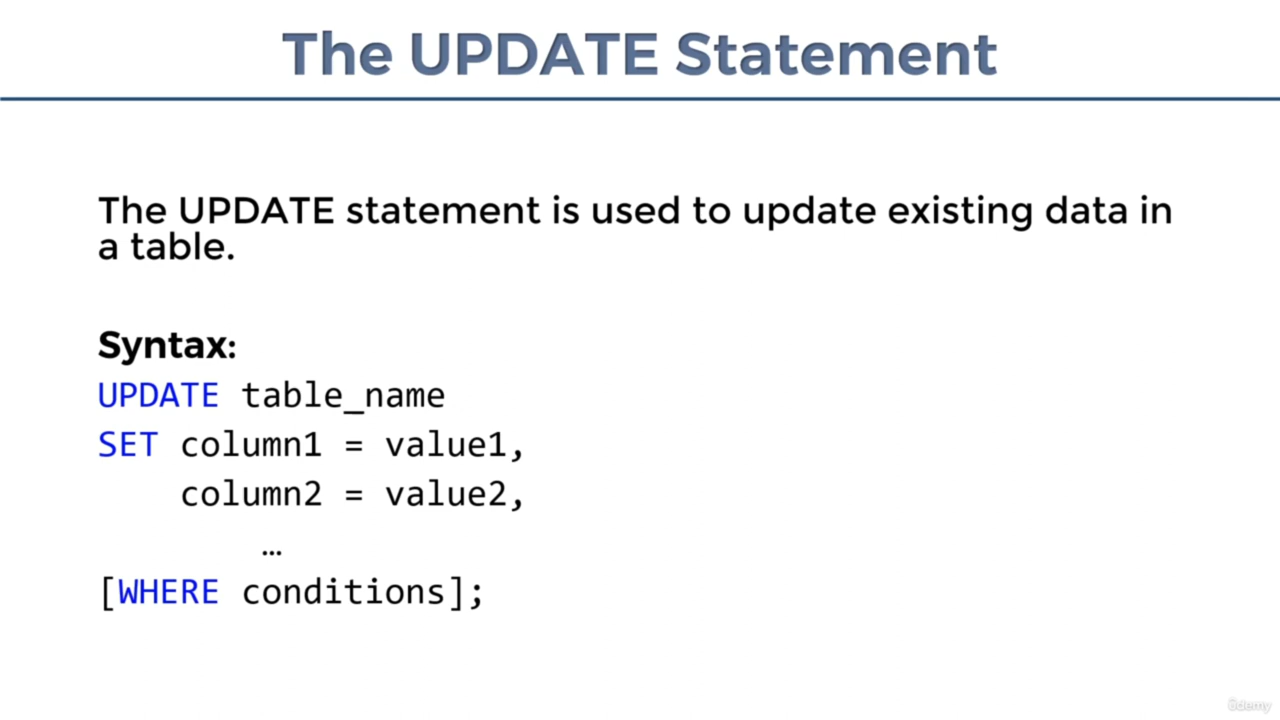 The UPDATE Statement
The UPDATE statement is used to update existing data in
a table.
Syntax:
UPDATE table_name
SET column1 = value1,
column2 = value2,
…
[WHERE conditions];
ûdemy